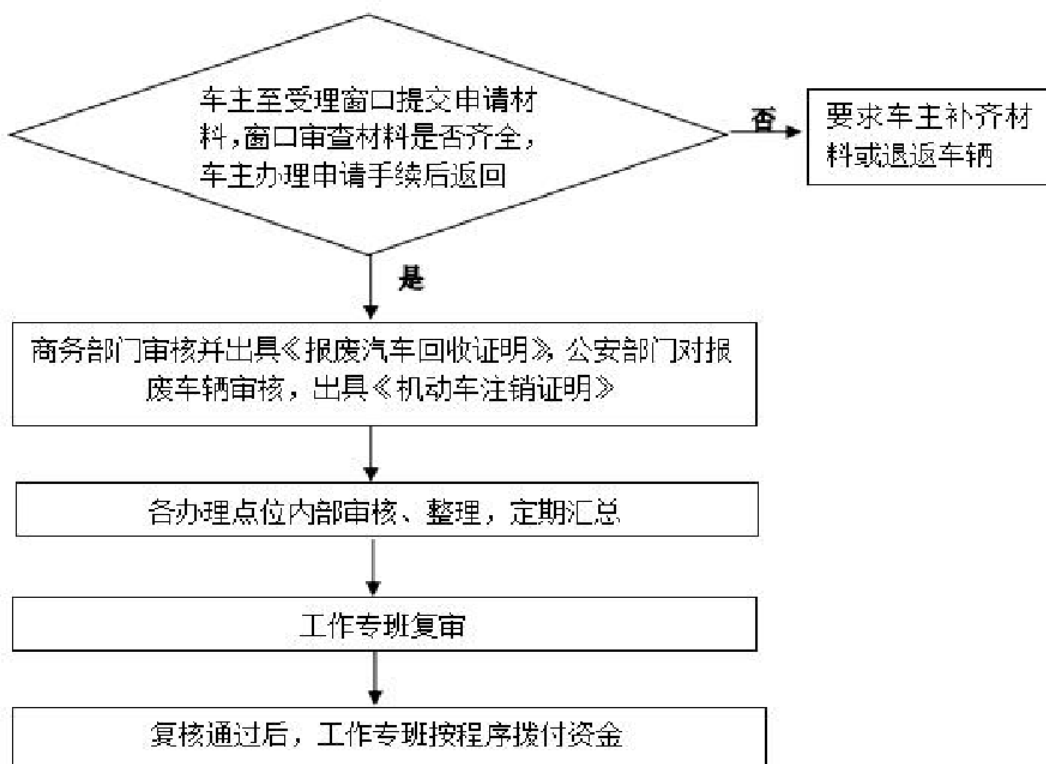 车主至受理窗口提交申请材
料，窗口审查材料是否齐全，
车主办理申请手续后返回
否
要求车主补齐材
料或退返车辆
是
商务部门审核并出具《报废汽车回收证明》，公安部门对报
废车辆审核，出具《机动车注销证明》
各办理点位内部审核、整理，定期汇总
工作专班复审
复核通过后，工作专班按程序拨付资金